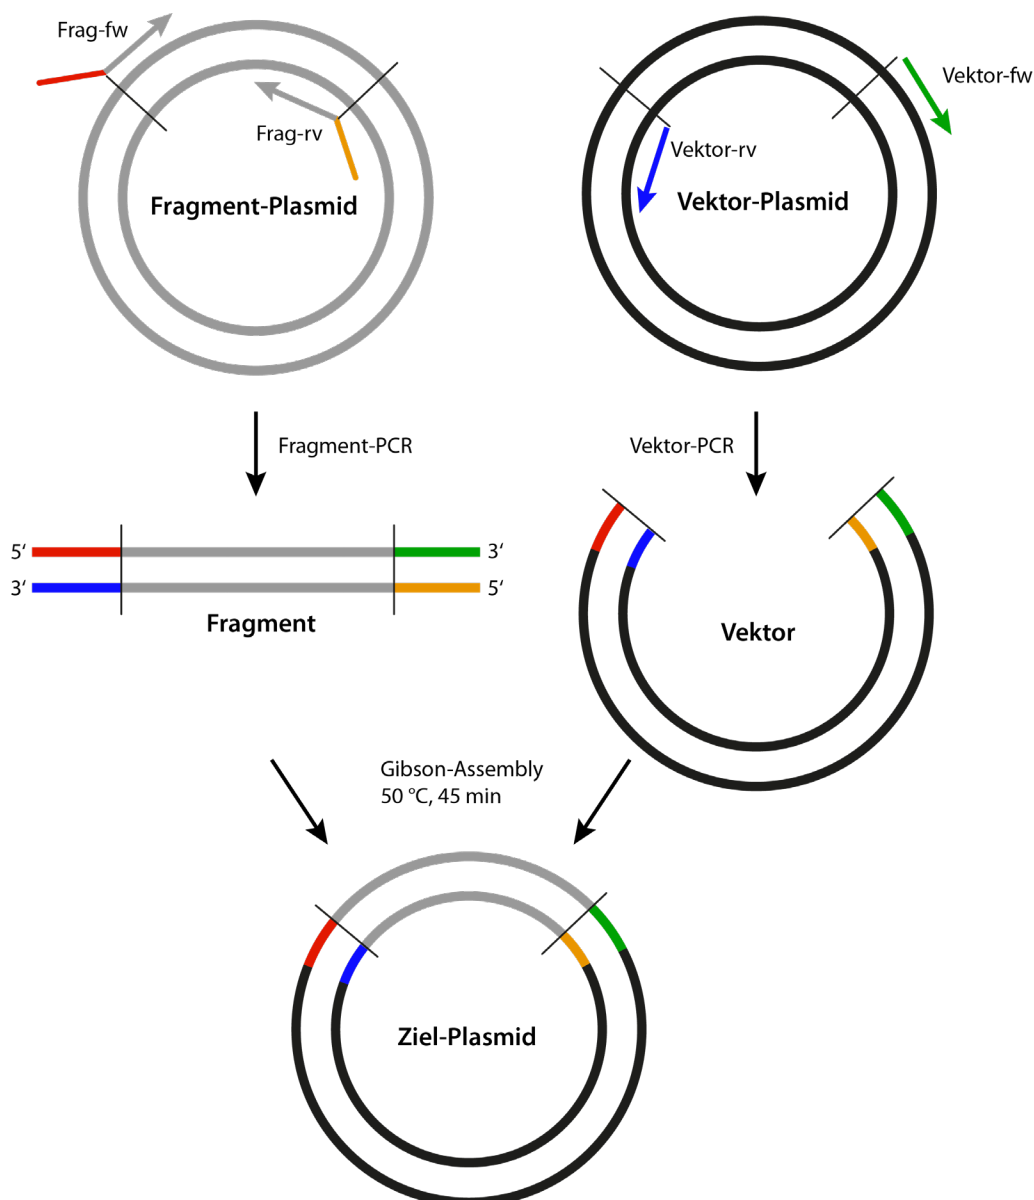 Frag-fw
Frag-rv
Fragment-Plasmid
Vektor-fw
Vektor-rv
Vektor-Plasmid
Fragment-PCR
Vektor-PCR
5‘ 3‘
3‘ 5‘
Fragment
Vektor
Gibson-Assembly
50 °C, 45 min
Ziel-Plasmid